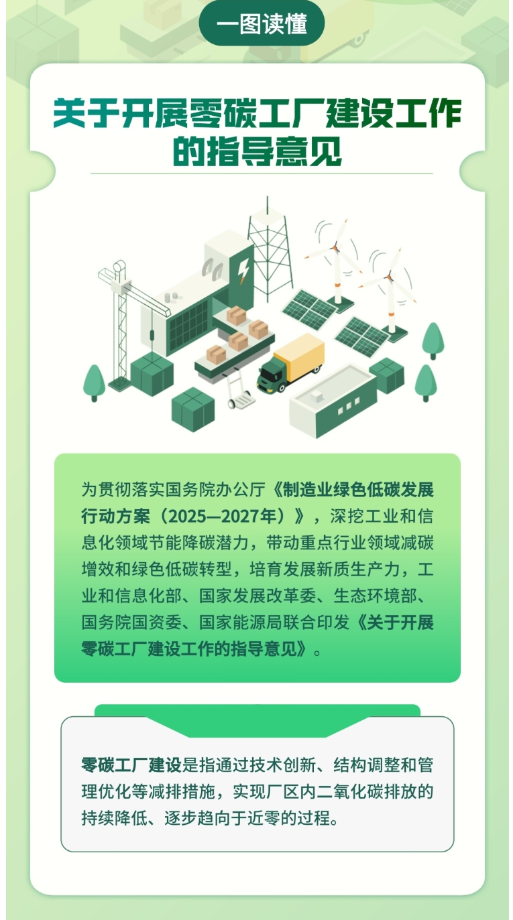 一图读懂
关于开展零碳工厂建设工作
的指导意见
为贯彻落实国务院办公厅《制造业绿色低碳发展
行动方案（2025—2027年）》，深挖工业和信
息化领域节能降碳潜力，带动重点行业领域减碳
增效和绿色低碳转型，培育发展新质生产力，工
业和信息化部、国家发展改革委、生态环境部、
国务院国资委、国家能源局联合印发《关于开展
零碳工厂建设工作的指导意见》。
零碳工厂建设是指通过技术创新、结构调整和管
理优化等减排措施，实现厂区内二氧化碳排放的
持续降低、逐步趋向于近零的过程。